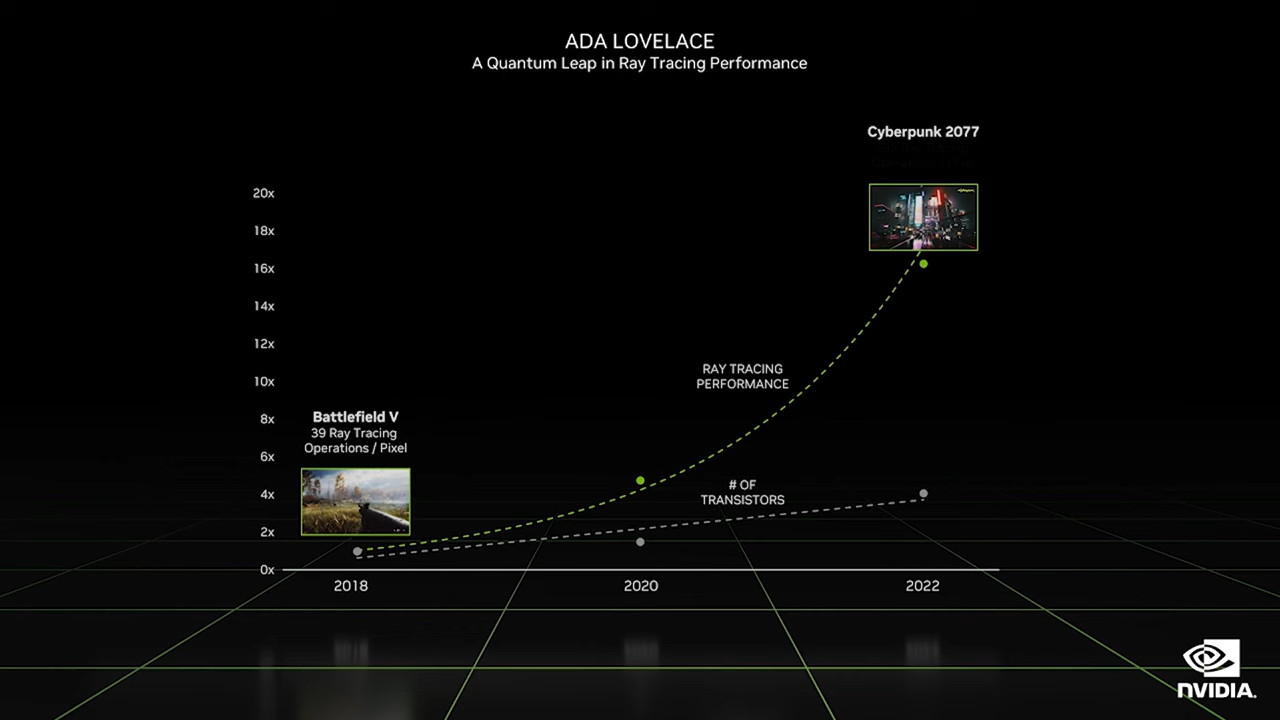 ADA LOVELACE
A Quantum Leap in Ray Tracing Performance
Cyberpunk 2077
20x
18x
16x
14x
12x
10x
8x
6x
4x
2x
0x
RAY TRACING
PERFORMANCE
Battlefield V
39 Ray Tracing
Operations / Pixel
# OF
TRANSISTORS
2018
2020
2022
NVIDIA.